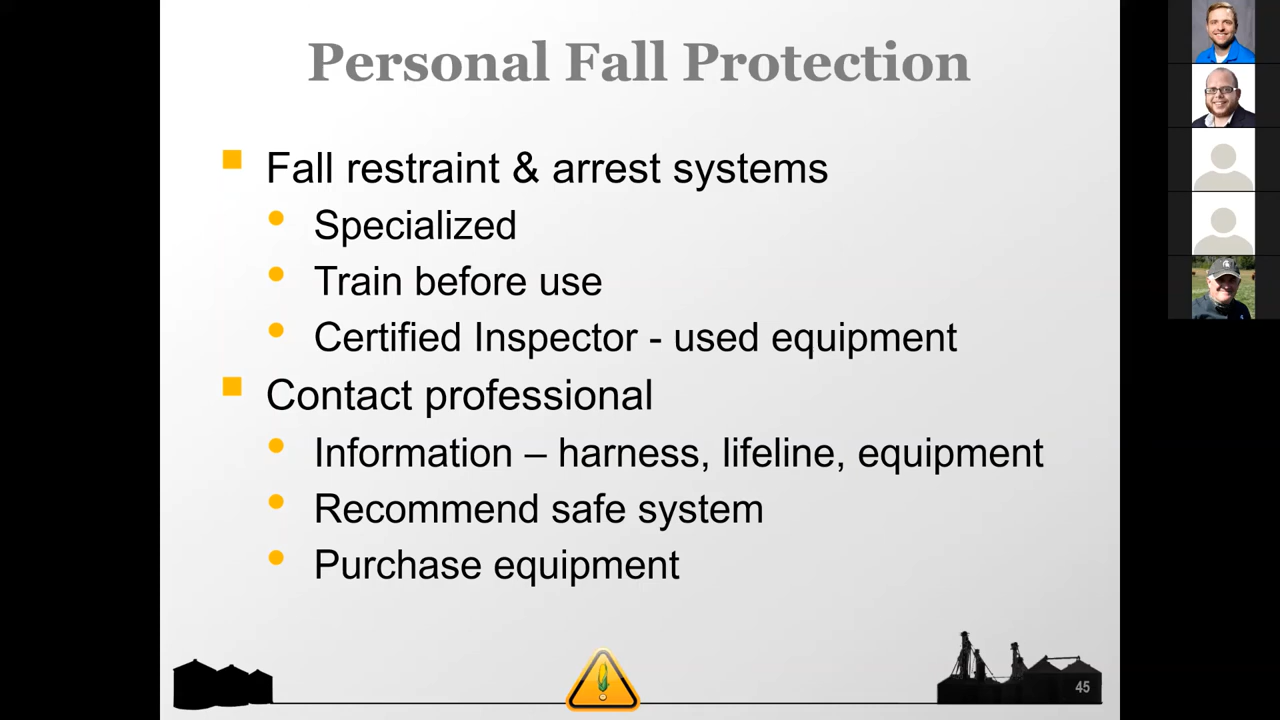 Personal Fall Protection
Fall restraint & arrest systems
Specialized
Train before use
Certified Inspector - used equipment
Contact professional
Information – harness, lifeline, equipment
Recommend safe system
Purchase equipment
45